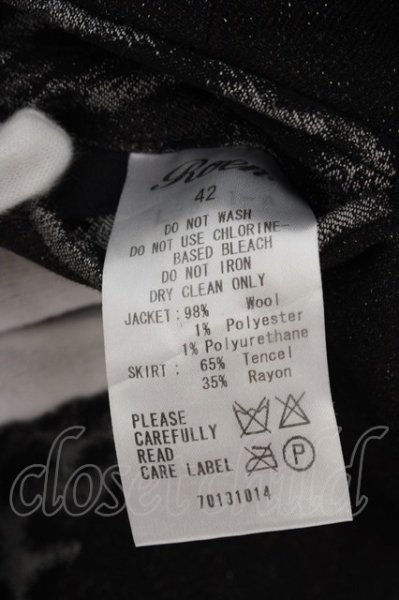 Roen
42
DO NOT WASH
DO NOT USE CHLORINE-
BASED BLEACH
DO NOT IRON
DRY CLEAN ONLY
JACKET: 98% Wool
1% Polyester
1% Polyurethane
SKIRT: 65% Tencel
35% Rayon
PLEASE
CAREFULLY
READ
CARE LABEL
P
70131014
closet child